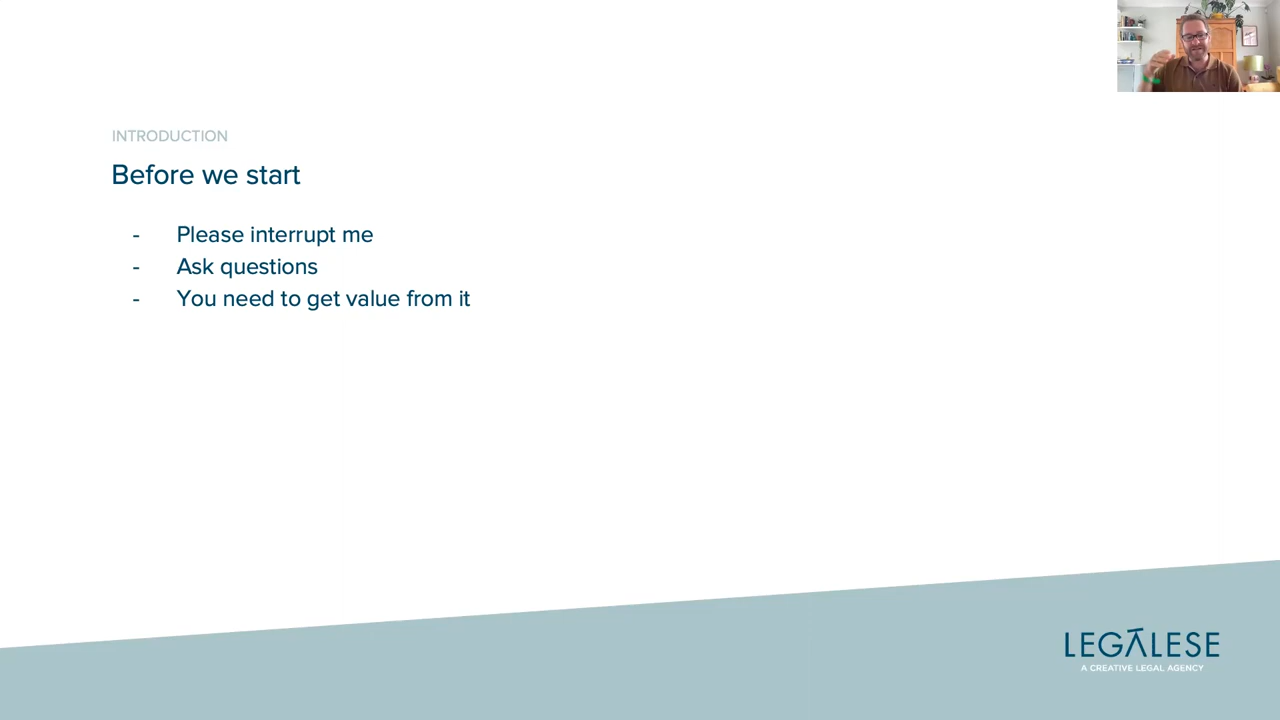 INTRODUCTION
Before we start
- Please interrupt me
- Ask questions
- You need to get value from it
LEGALESE
A CREATIVE LEGAL AGENCY